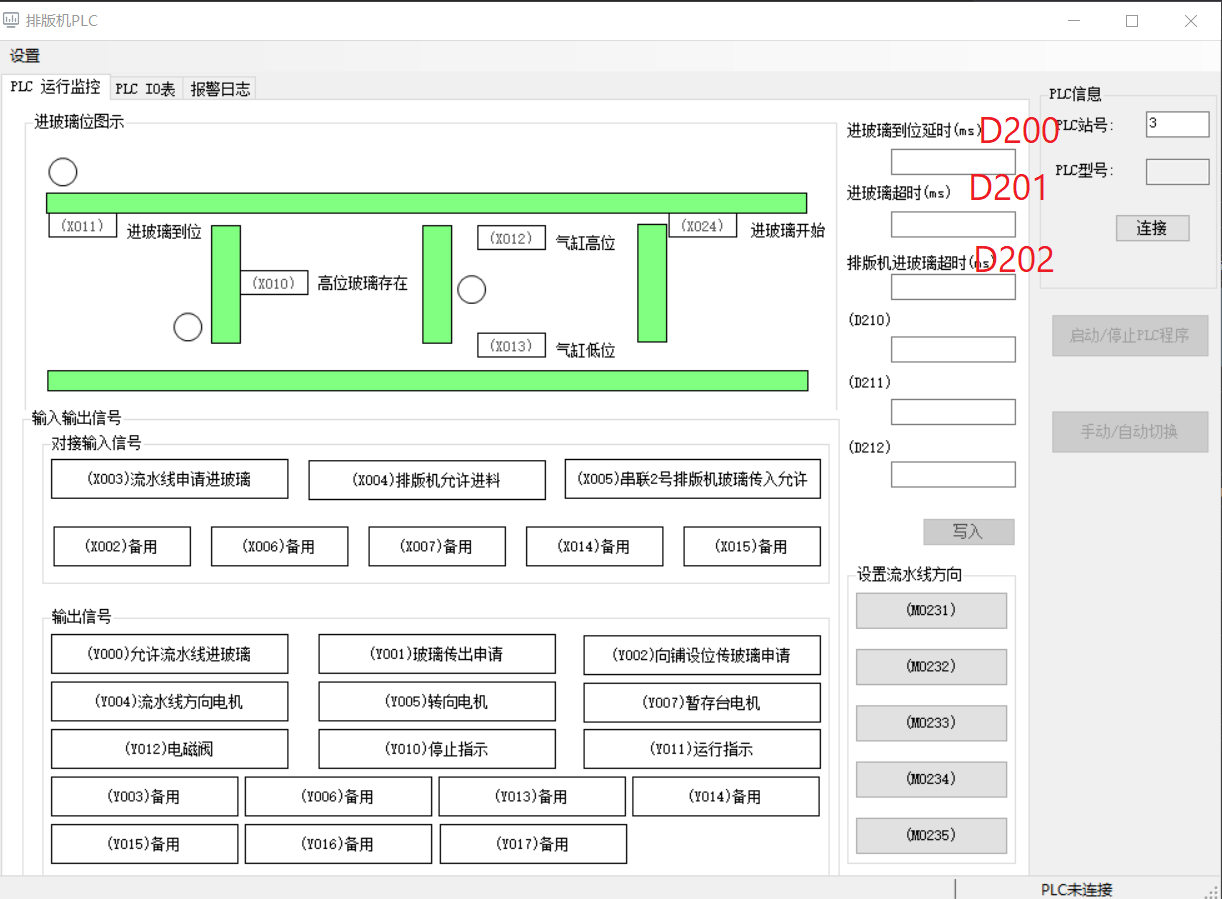 排版机PLC
设置
PLC 运行监控 PLC IO表 报警日志
进玻璃位图示
(X011) 进玻璃到位
(X010) 高位玻璃存在
(X012) 气缸高位
(X013) 气缸低位
(X024) 进玻璃开始
输入输出信号
对接输入信号
(X003)流水线申请进玻璃 (X004)排版机允许进料 (X005)串联2号排版机玻璃传入允许
(X002)备用 (X006)备用 (X007)备用 (X014)备用 (X015)备用
输出信号
(Y000)允许流水线进玻璃 (Y001)玻璃传出申请 (Y002)向铺设位传玻璃申请
(Y004)流水线方向电机 (Y005)转向电机 (Y007)暂存台电机
(Y012)电磁阀 (Y010)停止指示 (Y011)运行指示
(Y003)备用 (Y006)备用 (Y013)备用 (Y014)备用
(Y015)备用 (Y016)备用 (Y017)备用
进玻璃到位延时(ms) D200
进玻璃超时(ms) D201
排版机进玻璃超时(ms) D202
(D210)
(D211)
(D212)
写入
设置流水线方向
(M0231)
(M0232)
(M0233)
(M0234)
(M0235)
PLC信息
PLC站号: 3
PLC型号:
连接
启动/停止PLC程序
手动/自动切换
PLC未连接